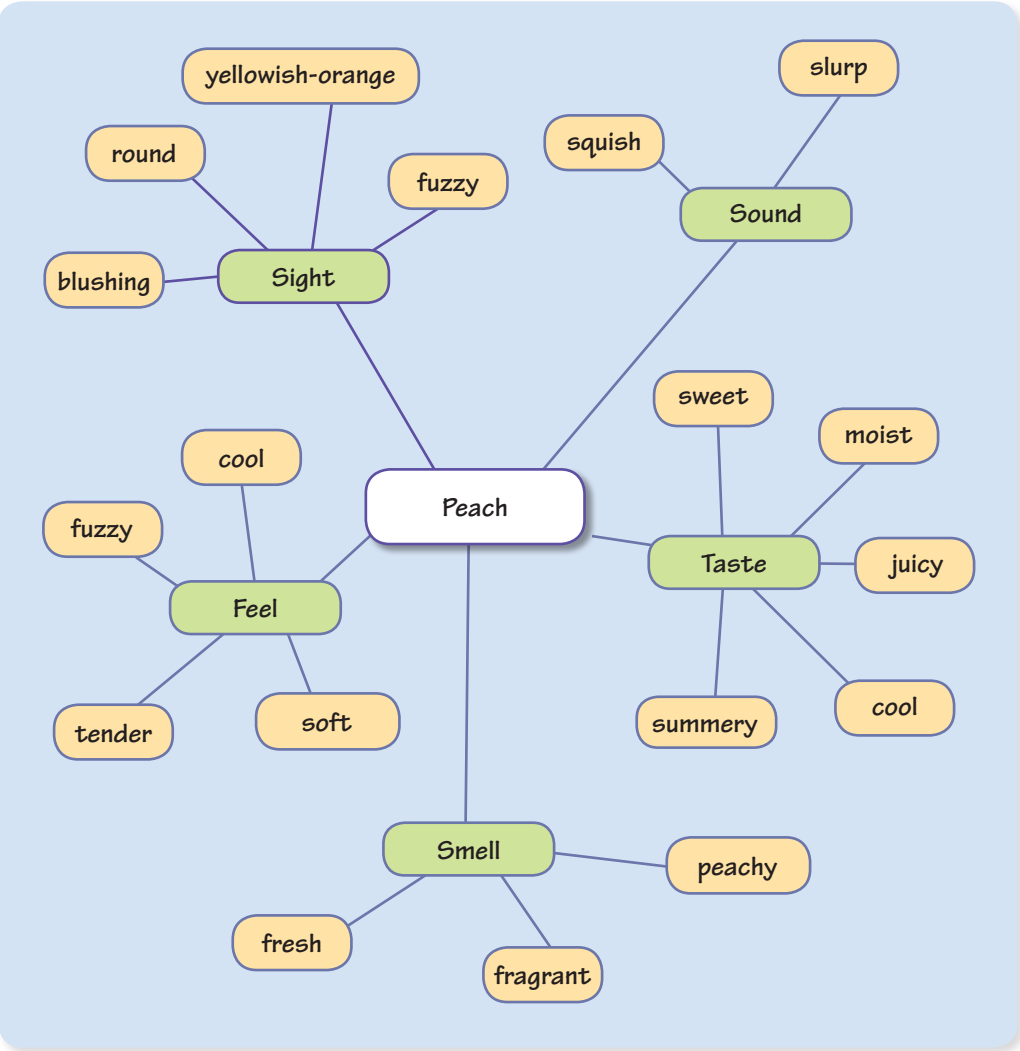 yellowish-orange
round
fuzzy
blushing
Sight
slurp
squish
Sound
Peach
sweet
moist
Taste
juicy
cool
summery
cool
fuzzy
Feel
tender
soft
Smell
peachy
fresh
fragrant